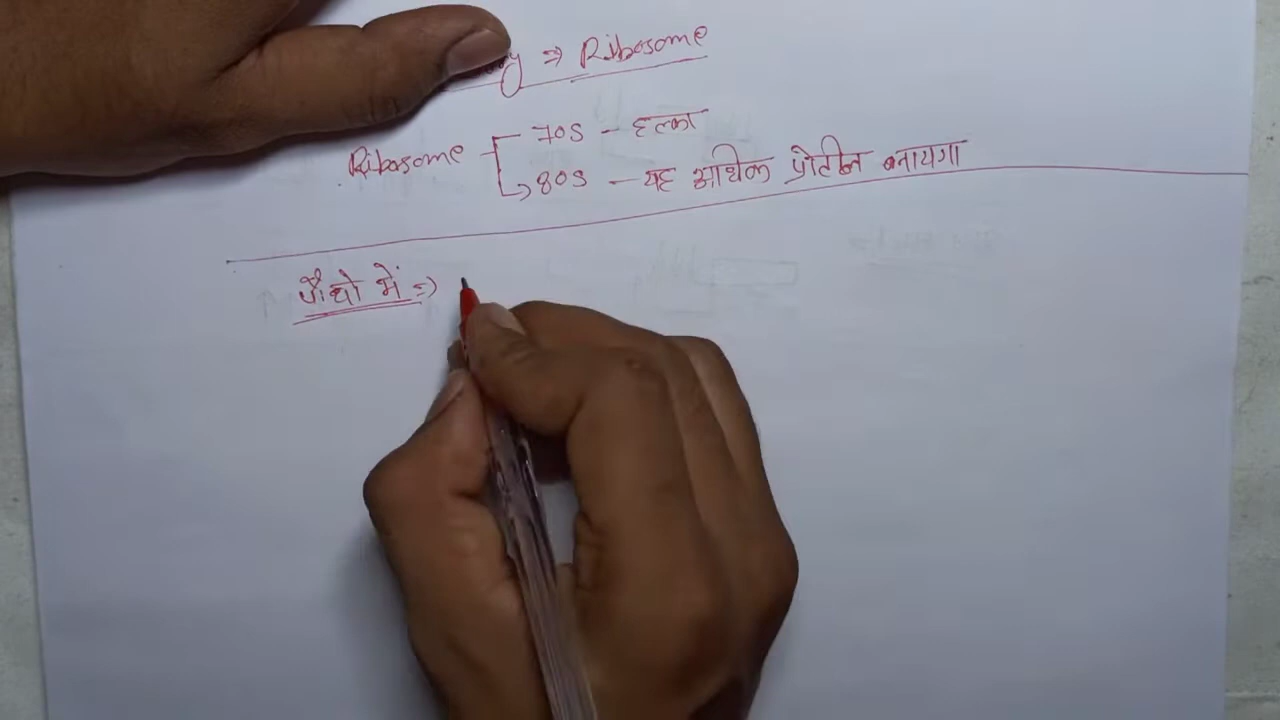 ⇒ Ribosome
Ribosome
70S - हल्का
80S - यह अधिक प्रोटीन बनायगा
पौधो में ⇒